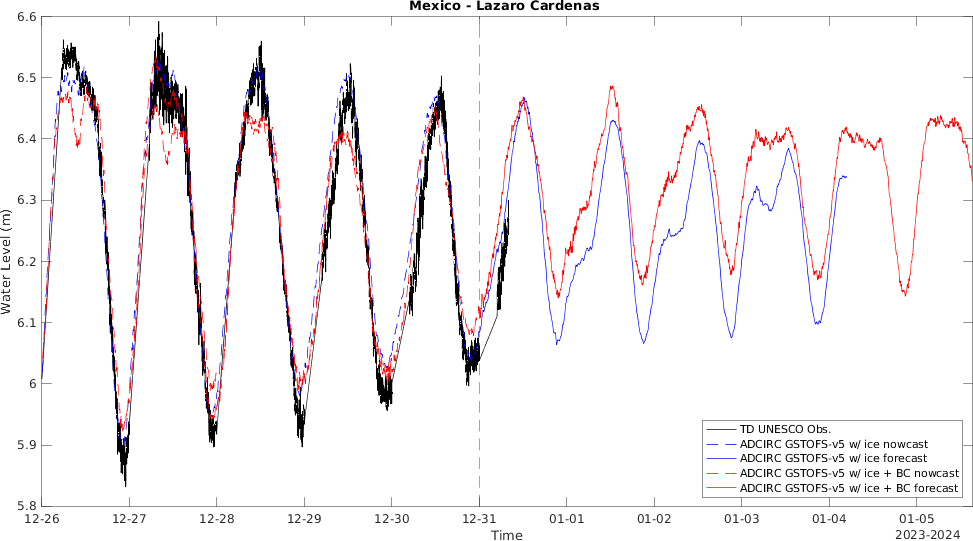 Mexico - Lazaro Cardenas
6.6
6.5
6.4
6.3
6.2
6.1
6
5.9
5.8
Water Level (m)
12-26 12-27 12-28 12-29 12-30 12-31 01-01 01-02 01-03 01-04 01-05
Time
2023-2024
TD UNESCO Obs.
ADCIRC GSTOFS-v5 w/ ice nowcast
ADCIRC GSTOFS-v5 w/ ice forecast
ADCIRC GSTOFS-v5 w/ ice + BC nowcast
ADCIRC GSTOFS-v5 w/ ice + BC forecast